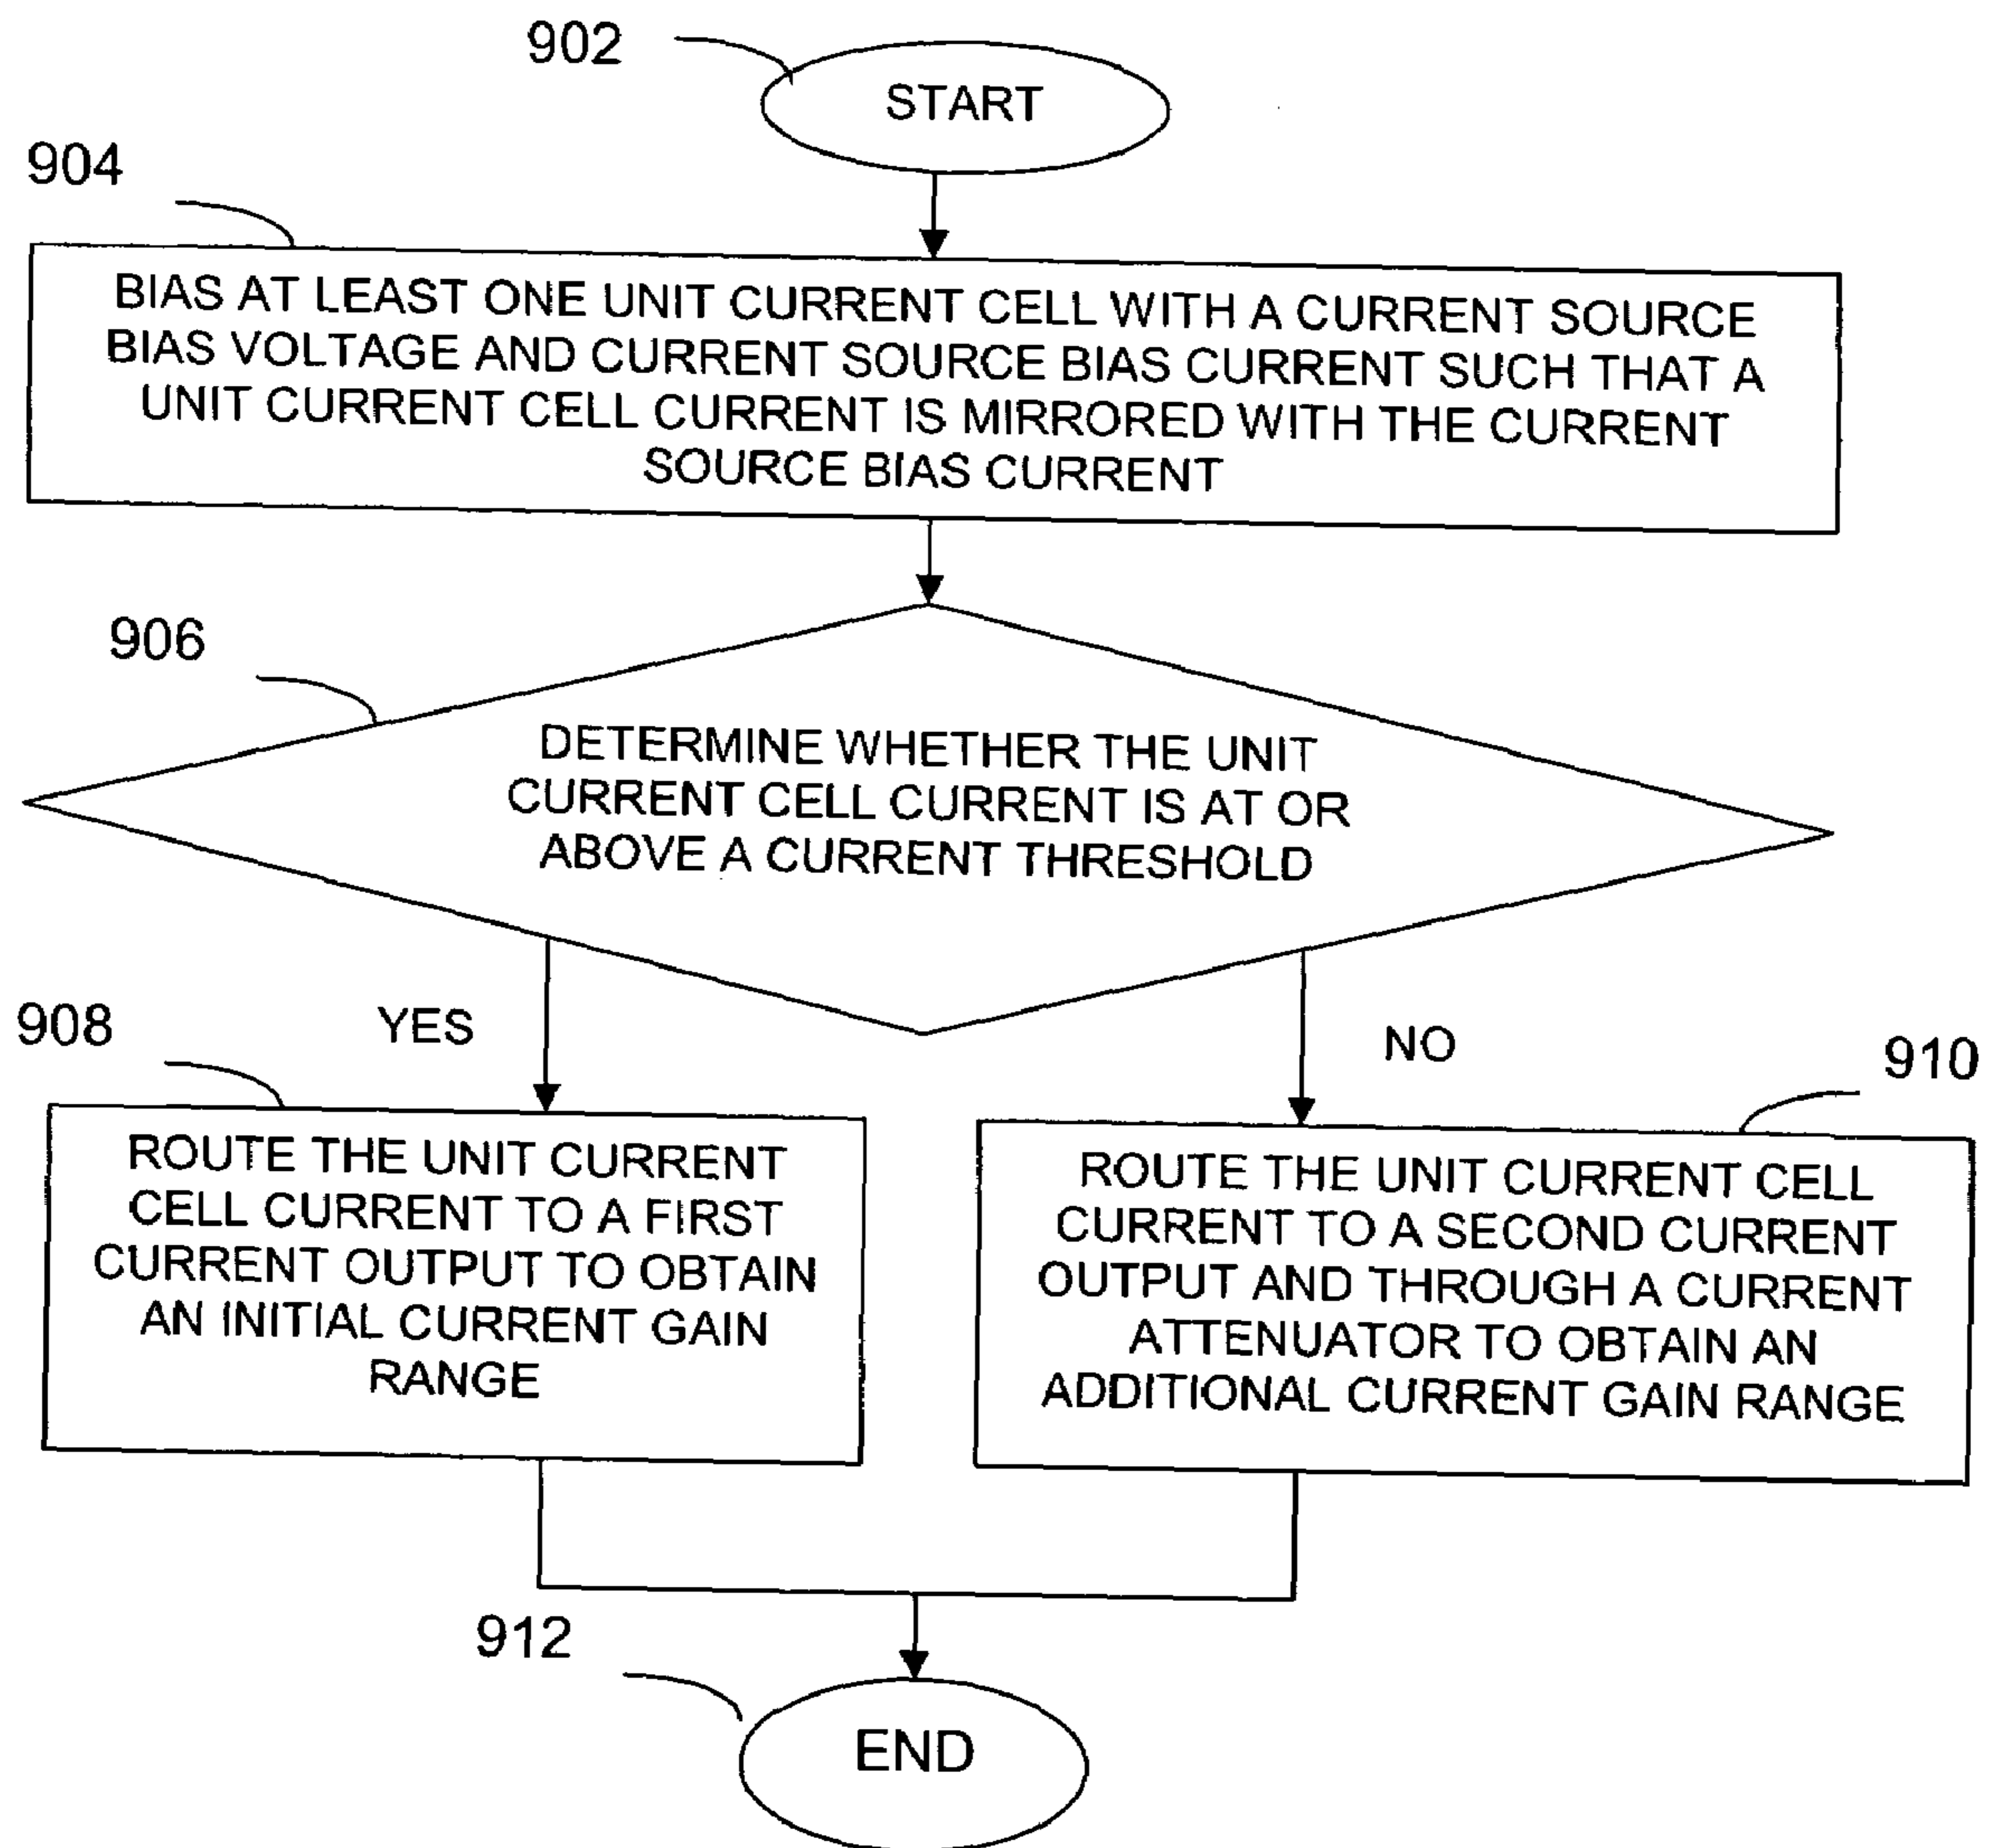 902
START
904
BIAS AT LEAST ONE UNIT CURRENT CELL WITH A CURRENT SOURCE
BIAS VOLTAGE AND CURRENT SOURCE BIAS CURRENT SUCH THAT A
UNIT CURRENT CELL CURRENT IS MIRRORED WITH THE CURRENT
SOURCE BIAS CURRENT
906
DETERMINE WHETHER THE UNIT
CURRENT CELL CURRENT IS AT OR
ABOVE A CURRENT THRESHOLD
908
YES
NO
910
ROUTE THE UNIT CURRENT
CELL CURRENT TO A FIRST
CURRENT OUTPUT TO OBTAIN
AN INITIAL CURRENT GAIN
RANGE
ROUTE THE UNIT CURRENT CELL
CURRENT TO A SECOND CURRENT
OUTPUT AND THROUGH A CURRENT
ATTENUATOR TO OBTAIN AN
ADDITIONAL CURRENT GAIN RANGE
912
END